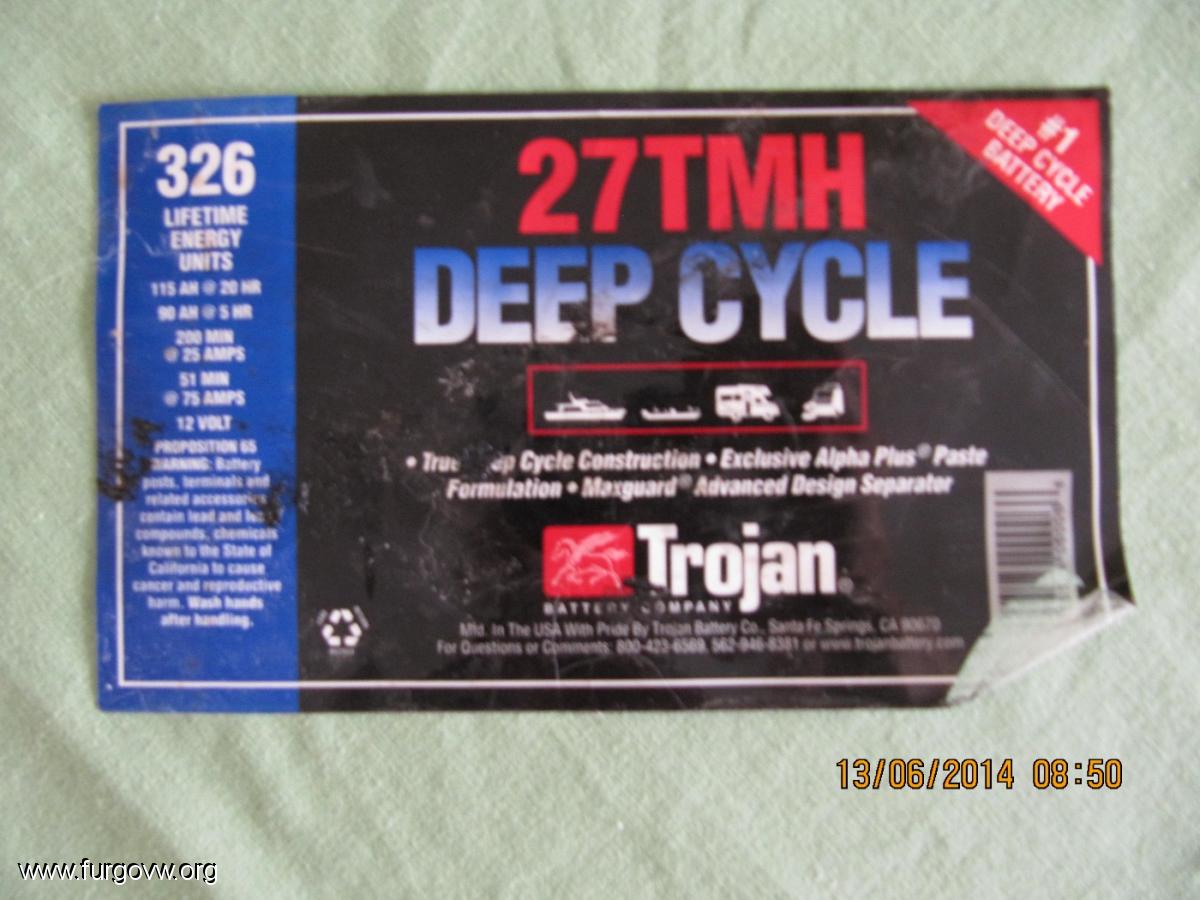 326
LIFETIME
ENERGY
UNITS
115 AH @ 20 HR
90 AH @ 5 HR
200 MIN
@ 25 AMPS
51 MIN
@ 75 AMPS
12 VOLT
PROPOSITION 65
WARNING: Battery
posts, terminals and
related accessories
contain lead and lead
compounds, chemicals
known to the State of
California to cause
cancer and reproductive
harm. Wash hands
after handling.
27TMH
DEEP CYCLE
#1
DEEP CYCLE
BATTERY
• True Deep Cycle Construction • Exclusive Alpha Plus® Paste
Formulation • Maxguard® Advanced Design Separator
Trojan®
BATTERY COMPANY
Mfd. In The USA With Pride By Trojan Battery Co., Santa Fe Springs, CA 90670
For Questions or Comments: 800-423-6569, 562-946-8381 or www.trojanbattery.com
13/06/2014 08:50
www.furgovw.org